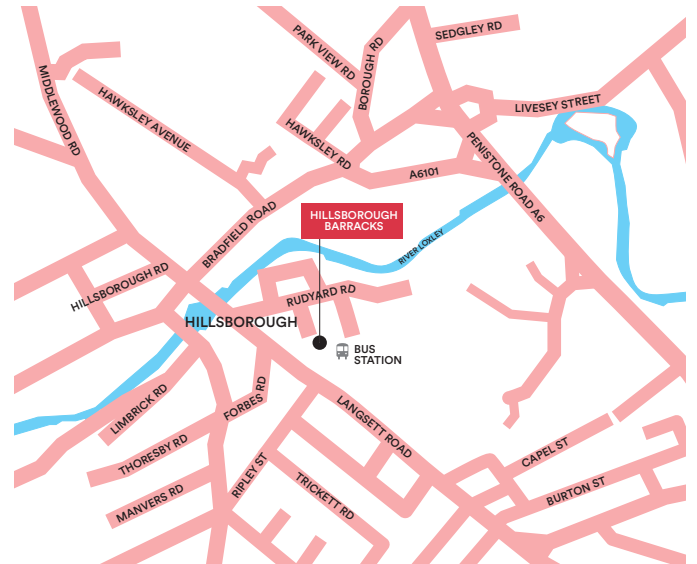 SEDGLEY RD
PARK VIEW RD
BOROUGH RD
MIDDLEWOOD RD
HAWKSLEY AVENUE
LIVESEY STREET
HAWKSLEY RD
PENISTONE ROAD A6
A6101
BRADFIELD ROAD
HILLSBOROUGH
BARRACKS
RIVER LOXLEY
HILLSBOROUGH RD
RUDYARD RD
HILLSBOROUGH
BUS
STATION
LIMBRICK RD
FORBES RD
LANGSETT ROAD
THORESBY RD
CAPEL ST
RIPLEY ST
TRICKETT RD
BURTON ST
MANVERS RD